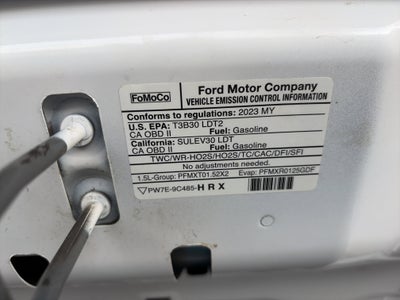 FoMoCo
Ford Motor Company
VEHICLE EMISSION CONTROL INFORMATION
Conforms to regulations: 2023 MY
U.S. EPA: T3B30 LDT2
CA OBD II Fuel: Gasoline
California: SULEV30 LDT
CA OBD II Fuel: Gasoline
TWC/WR-HO2S/HO2S/TC/CAC/DFI/SFI
No adjustments needed.
1.5L-Group: PFMXT01.52X2 Evap: PFMXR0125GDF
PW7E-9C485-HRX